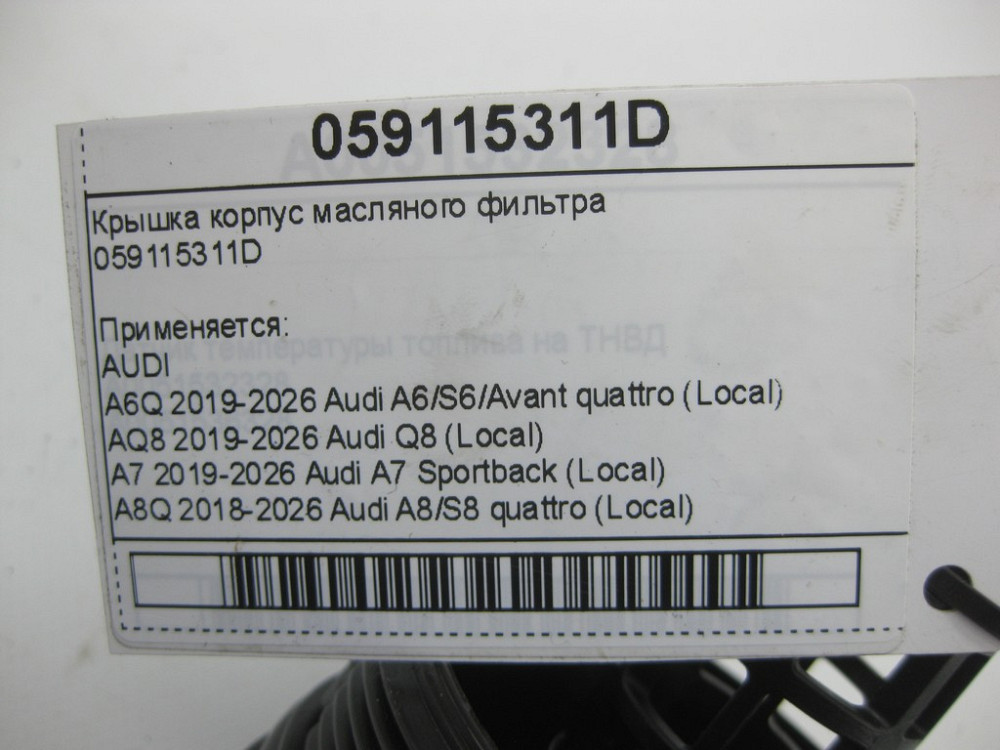 059115311D
Крышка корпус масляного фильтра
059115311D
Применяется:
AUDI
A6Q 2019-2026 Audi A6/S6/Avant quattro (Local)
AQ8 2019-2026 Audi Q8 (Local)
A7 2019-2026 Audi A7 Sportback (Local)
A8Q 2018-2026 Audi A8/S8 quattro (Local)